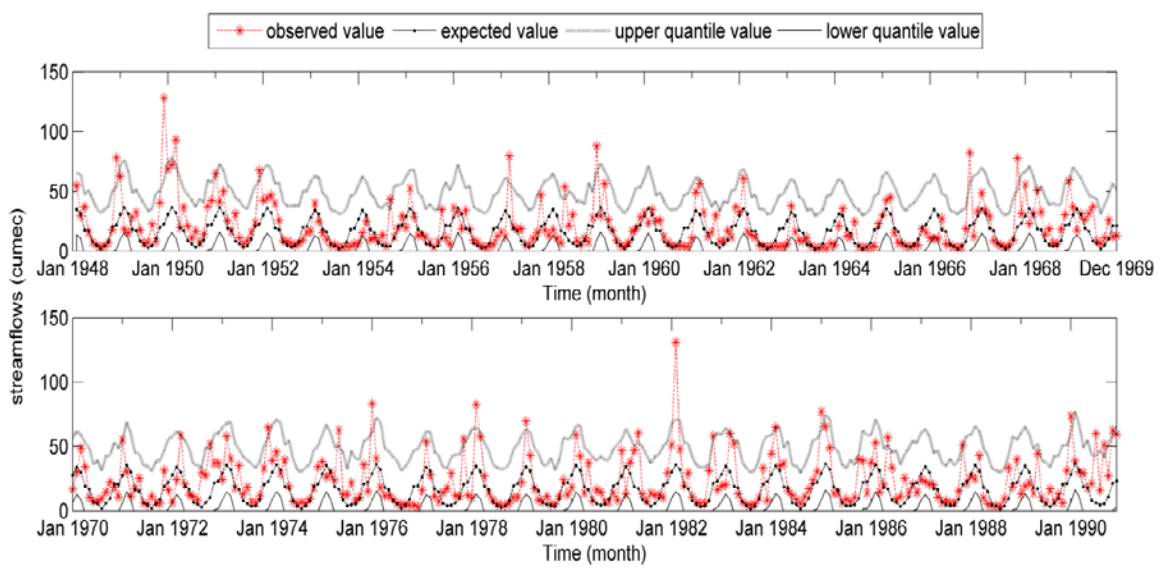 observed value expected value upper quantile value lower quantile value
150
100
50
0
Jan 1948 Jan 1950 Jan 1952 Jan 1954 Jan 1956 Jan 1958 Jan 1960 Jan 1962 Jan 1964 Jan 1966 Jan 1968 Dec 1969
Time (month)
streamflows (cumec)
150
100
50
0
Jan 1970 Jan 1972 Jan 1974 Jan 1976 Jan 1978 Jan 1980 Jan 1982 Jan 1984 Jan 1986 Jan 1988 Jan 1990
Time (month)